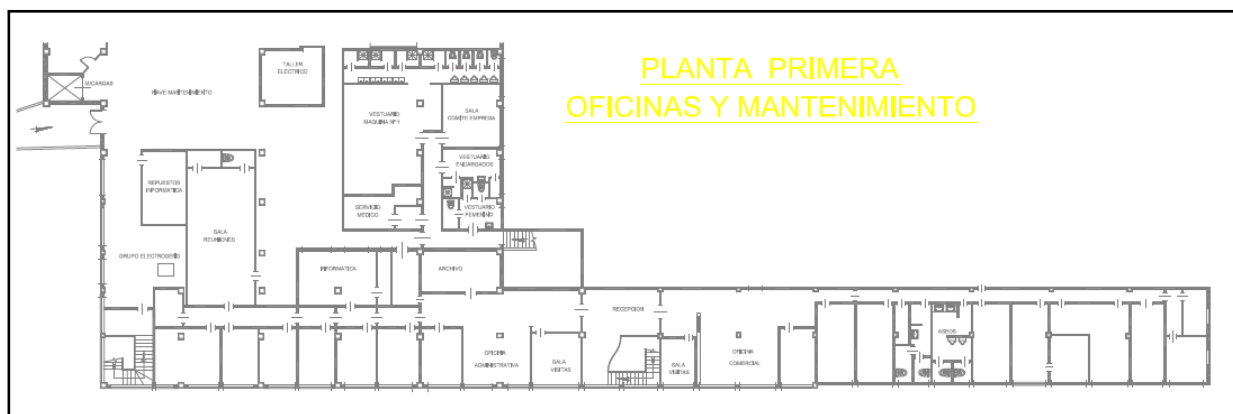 PLANTA PRIMERA
OFICINAS Y MANTENIMIENTO
TALLER
ELÉCTRICO
M/CARGAS
NAVE MANTENIMIENTO
VESTUARIO
MAQUINA Nº 1
SALA
COMITE EMPRESA
VESTUARIO
ENCARGADOS
REPUESTOS
INFORMATICA
SERVICIO
MEDICO
VESTUARIO
FEMENINO
SALA
REUNIONES
GRUPO ELECTROGENO
INFORMATICA
ARCHIVO
RECEPCION
ASEOS
OFICINA
ADMINISTRATIVA
SALA
VISITAS
SALA
VISITAS
OFICINA
COMERCIAL